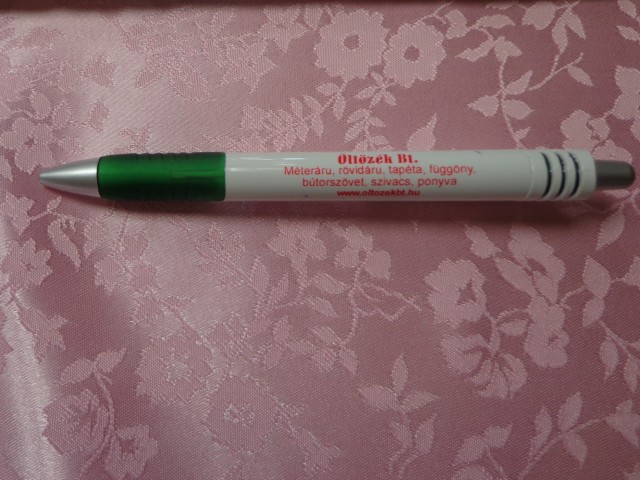 Öltözék Bt.
Méteráru, rövidáru, tapéta, függöny,
bútorszövet, szivacs, ponyva
www.oltozekbt.hu